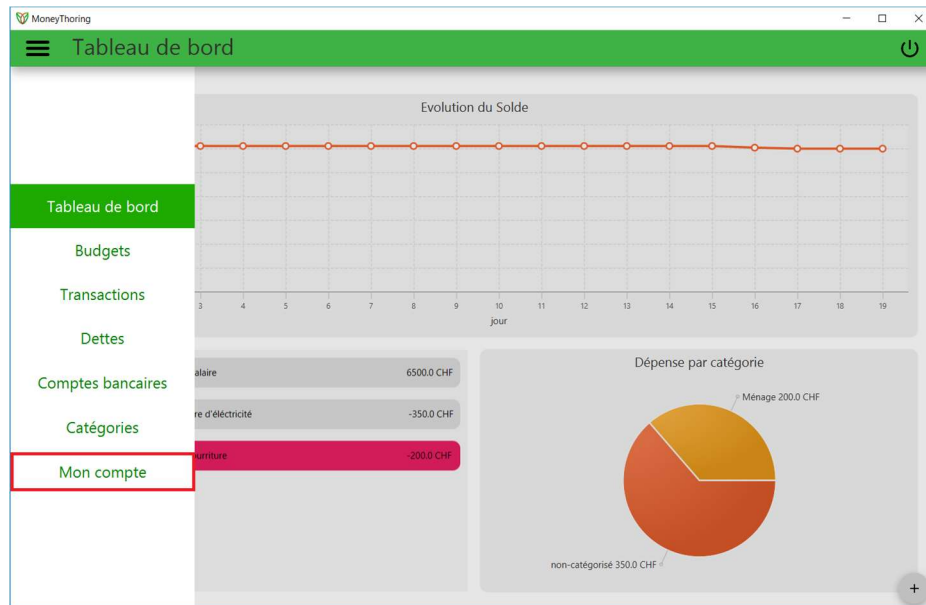 MoneyThoring
Tableau de bord
Evolution du Solde
Tableau de bord
Budgets
Transactions
Dettes
Comptes bancaires
Catégories
Mon compte
3 4 5 6 7 8 9 10 11 12 13 14 15 16 17 18 19
jour
alaire 6500.0 CHF
re d'éléctricité -350.0 CHF
urriture -200.0 CHF
Dépense par catégorie
Ménage 200.0 CHF
non-catégorisé 350.0 CHF
+